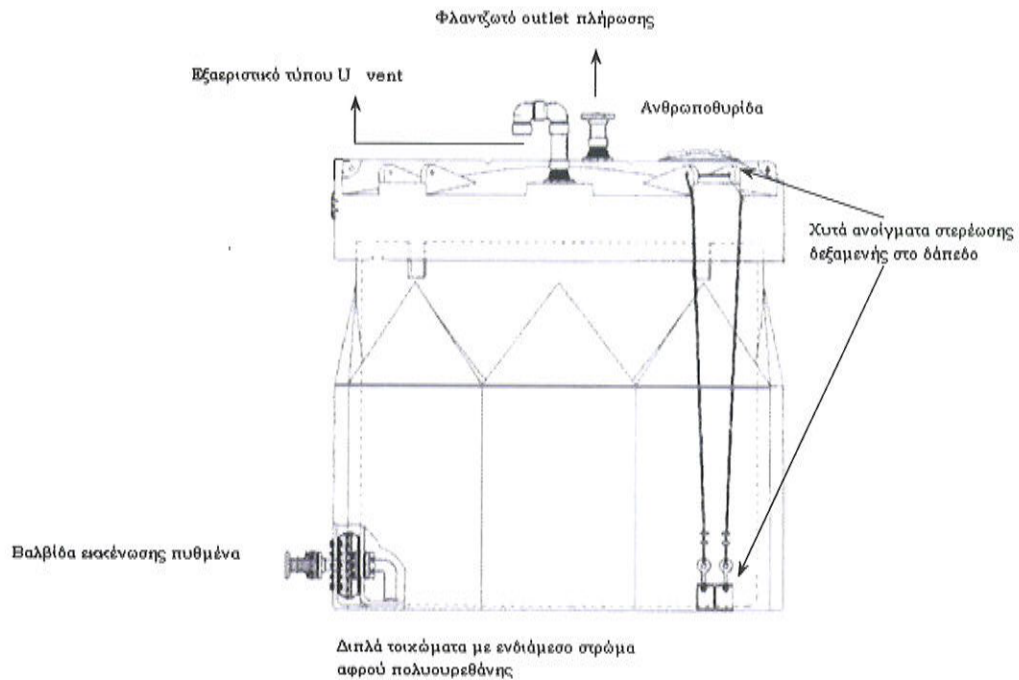 Φλαντζωτό outlet πλήρωσης
Εξαεριστικό τύπου U vent
Ανθρωποθυρίδα
Χυτά ανοίγματα στερέωσης
δεξαμενής στο δάπεδο
Βαλβίδα εκκένωσης πυθμένα
Διπλά τοιχώματα με ενδιάμεσο στρώμα
αφρού πολυουρεθάνης